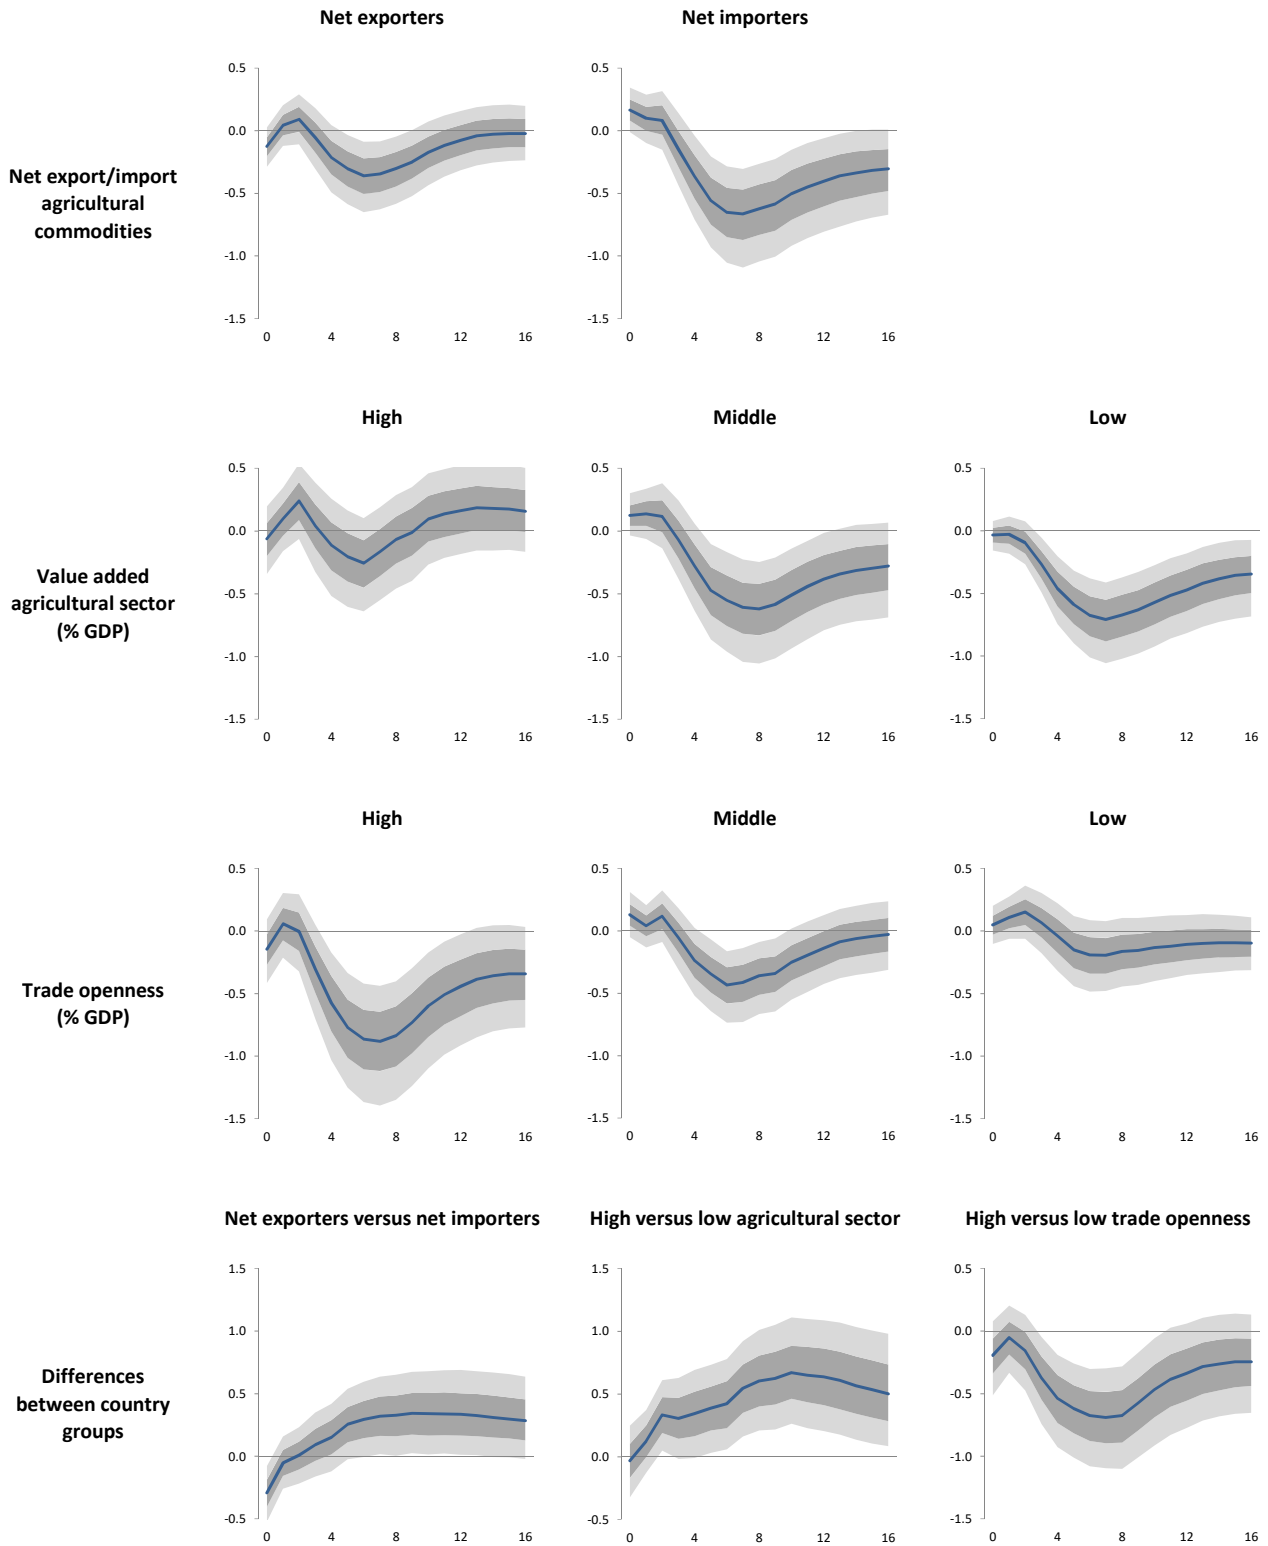 Net exporters
Net importers
Net export/import
agricultural
commodities
0.5
0.0
-0.5
-1.0
-1.5
0 4 8 12 16
0.5
0.0
-0.5
-1.0
-1.5
0 4 8 12 16
High
Middle
Low
Value added
agricultural sector
(% GDP)
0.5
0.0
-0.5
-1.0
-1.5
0 4 8 12 16
0.5
0.0
-0.5
-1.0
-1.5
0 4 8 12 16
0.5
0.0
-0.5
-1.0
-1.5
0 4 8 12 16
High
Middle
Low
Trade openness
(% GDP)
0.5
0.0
-0.5
-1.0
-1.5
0 4 8 12 16
0.5
0.0
-0.5
-1.0
-1.5
0 4 8 12 16
0.5
0.0
-0.5
-1.0
-1.5
0 4 8 12 16
Net exporters versus net importers
High versus low agricultural sector
High versus low trade openness
Differences
between country
groups
1.5
1.0
0.5
0.0
-0.5
0 4 8 12 16
1.5
1.0
0.5
0.0
-0.5
0 4 8 12 16
0.5
0.0
-0.5
-1.0
-1.5
0 4 8 12 16